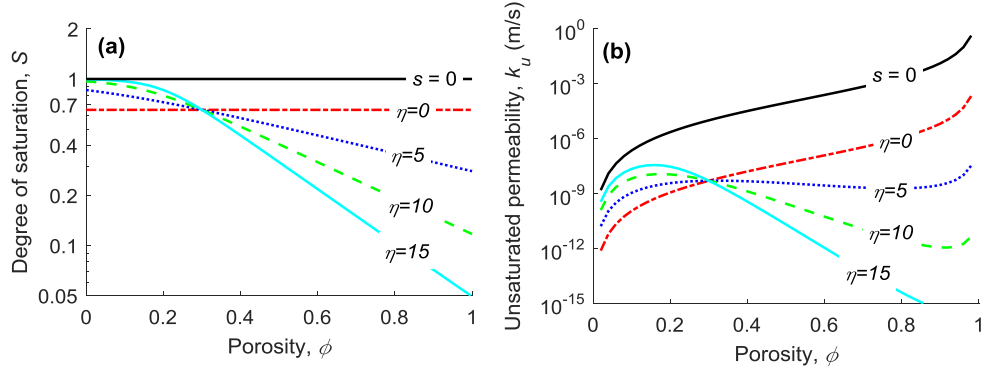 (a)
Degree of saturation, S
2
1
0.7
0.4
0.2
0.1
0.05
s = 0
η=0
η=5
η=10
η=15
0 0.2 0.4 0.6 0.8 1
Porosity, ϕ
(b)
Unsaturated permeability, kᵤ (m/s)
10⁰
10⁻³
10⁻⁶
10⁻⁹
10⁻¹²
10⁻¹⁵
s = 0
η=0
η=5
η=10
η=15
0 0.2 0.4 0.6 0.8 1
Porosity, ϕ